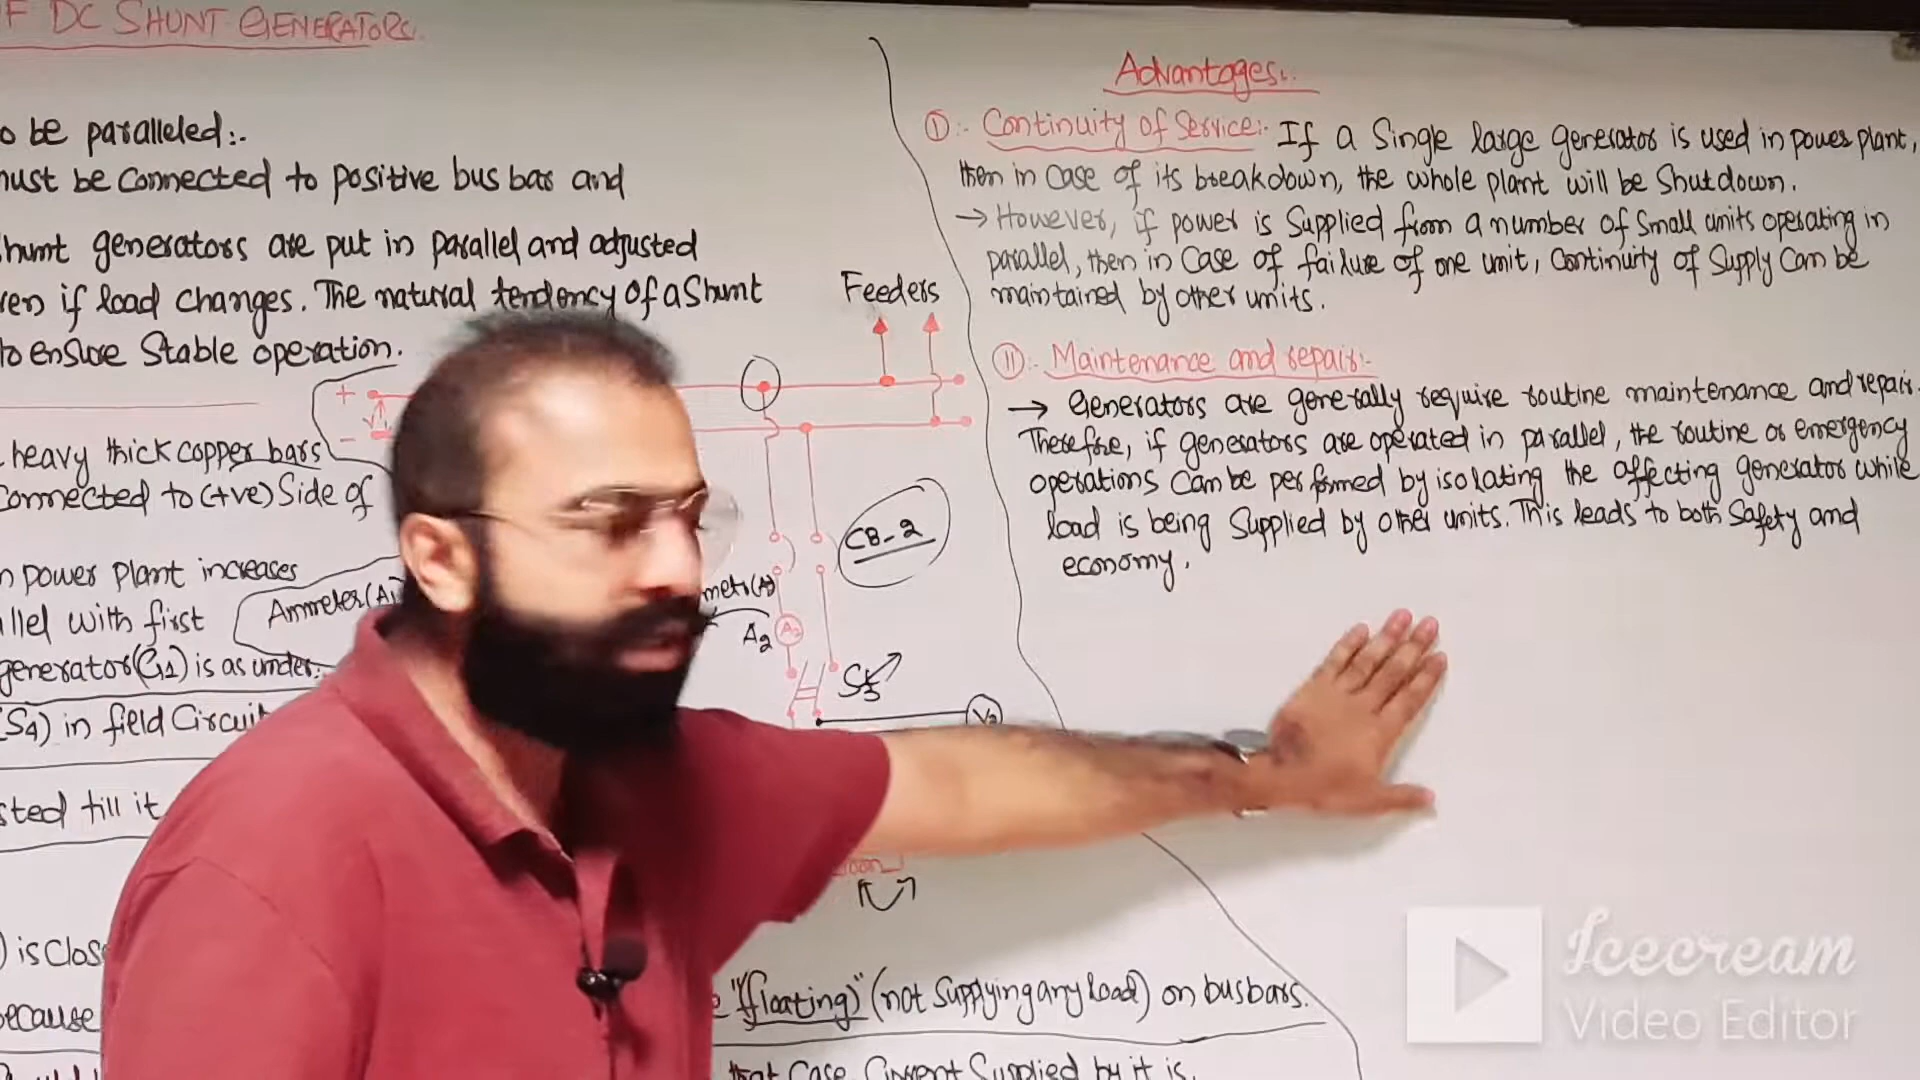 F DC SHUNT GENERATORS.
o be paralleled:-
must be connected to positive bus bar and
hunt generators are put in parallel and adjusted
ven if load changes. The natural tendency of a Shunt
to ensure Stable operation.
+
V
-
heavy thick copper bars
connected to (+ve) Side of
n power plant increases
llel with first
generator (G1) is as under:
Ammeter (A1)
(S4) in field Circuit
sted till it
) is Clos
ecause
Feeders
CB-2
meter (A)
A2
A2
V2
"(floating)" (not Supplying any load) on bus bars.
that Case, Current Supplied by it is
Advantages:.
I :- Continuity of Service:- If a Single large generator is used in power plant,
then in case of its breakdown, the whole plant will be Shutdown.
→ However, if power is Supplied from a number of Small units operating in
parallel, then in Case of failure of one unit, Continuity of Supply Can be
maintained by other units.
II :- Maintenance and repair:-
→ Generators are generally require routine maintenance and repair.
Therefore, if generators are operated in parallel, the routine or emergency
operations Can be performed by isolating the affecting generator while
load is being Supplied by other units. This leads to both Safety and
economy.
Icecream
Video Editor